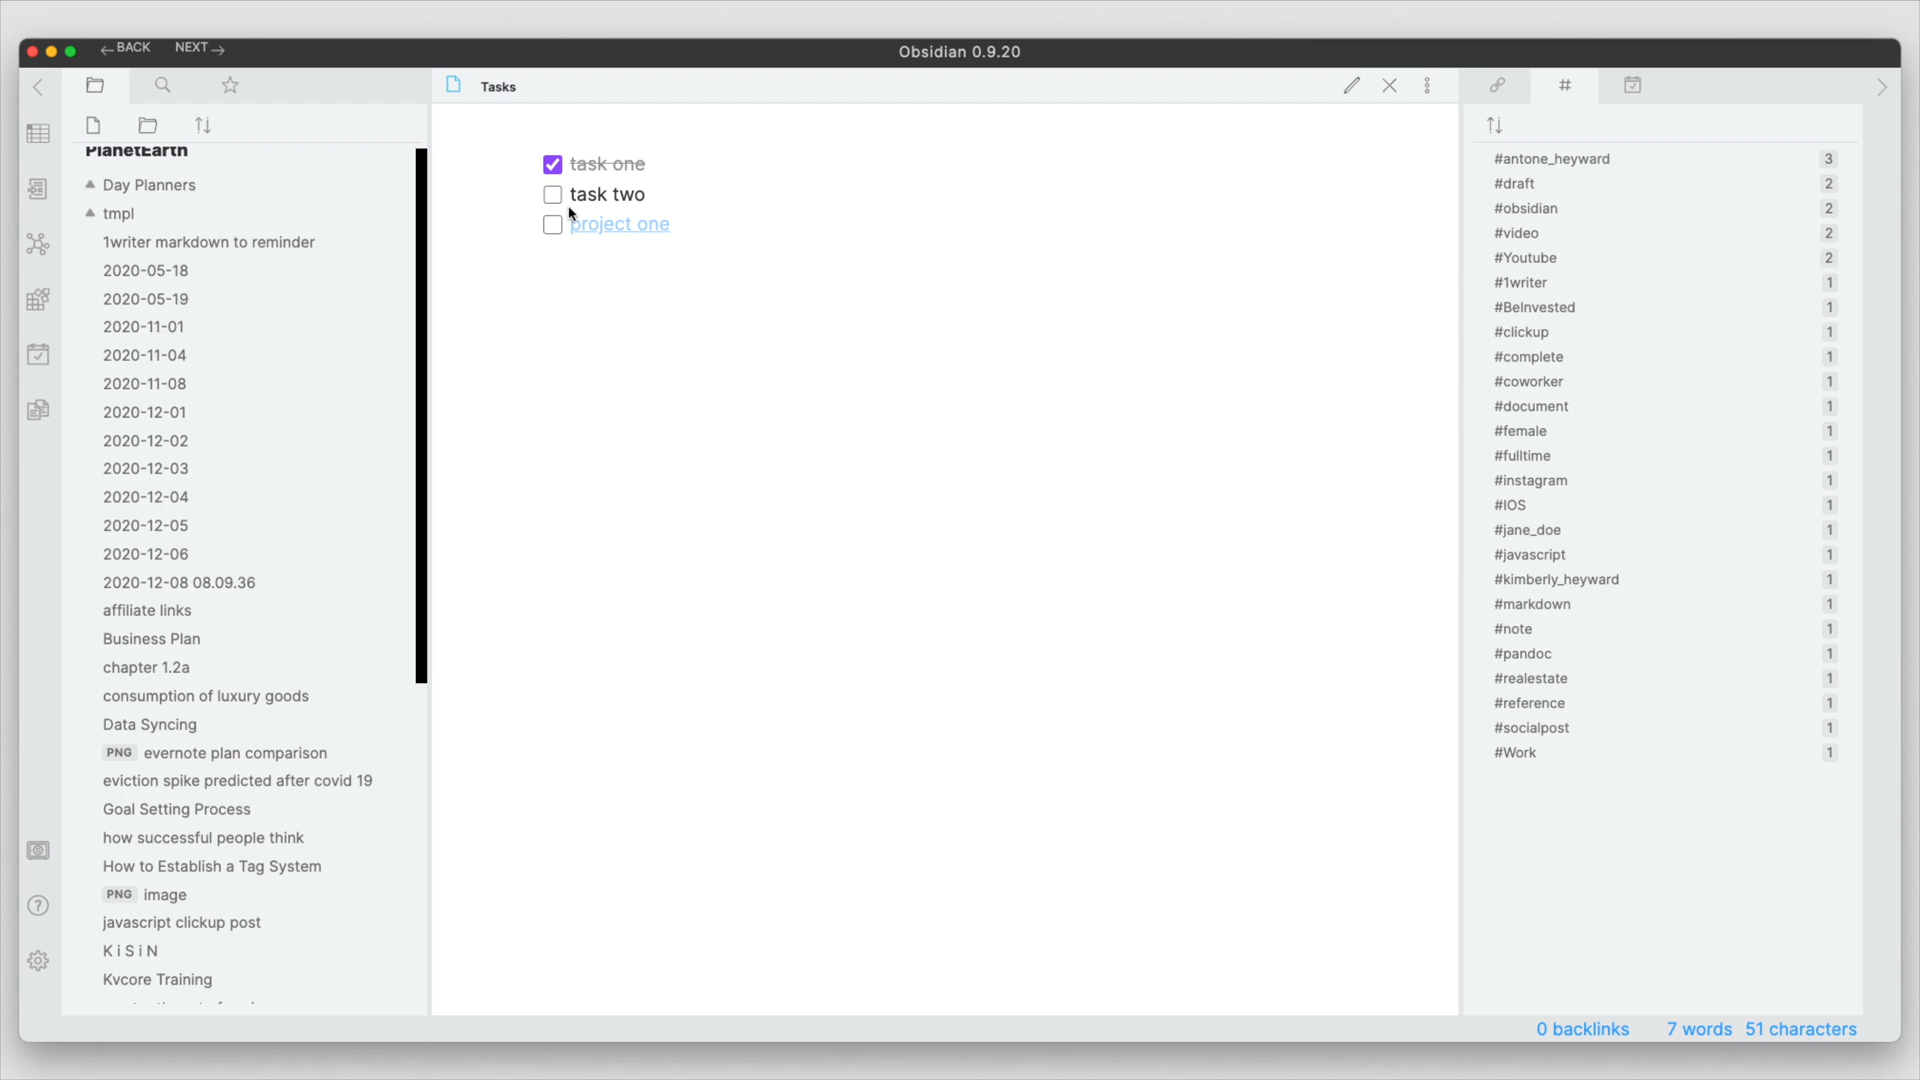 BACK NEXT
Obsidian 0.9.20
Tasks
PlanetEarth
Day Planners
tmpl
1writer markdown to reminder
2020-05-18
2020-05-19
2020-11-01
2020-11-04
2020-11-08
2020-12-01
2020-12-02
2020-12-03
2020-12-04
2020-12-05
2020-12-06
2020-12-08 08.09.36
affiliate links
Business Plan
chapter 1.2a
consumption of luxury goods
Data Syncing
PNG evernote plan comparison
eviction spike predicted after covid 19
Goal Setting Process
how successful people think
How to Establish a Tag System
PNG image
javascript clickup post
K i S i N
Kvcore Training
task one
task two
project one
#antone_heyward 3
#draft 2
#obsidian 2
#video 2
#Youtube 2
#1writer 1
#BeInvested 1
#clickup 1
#complete 1
#coworker 1
#document 1
#female 1
#fulltime 1
#instagram 1
#IOS 1
#jane_doe 1
#javascript 1
#kimberly_heyward 1
#markdown 1
#note 1
#pandoc 1
#realestate 1
#reference 1
#socialpost 1
#Work 1
0 backlinks 7 words 51 characters